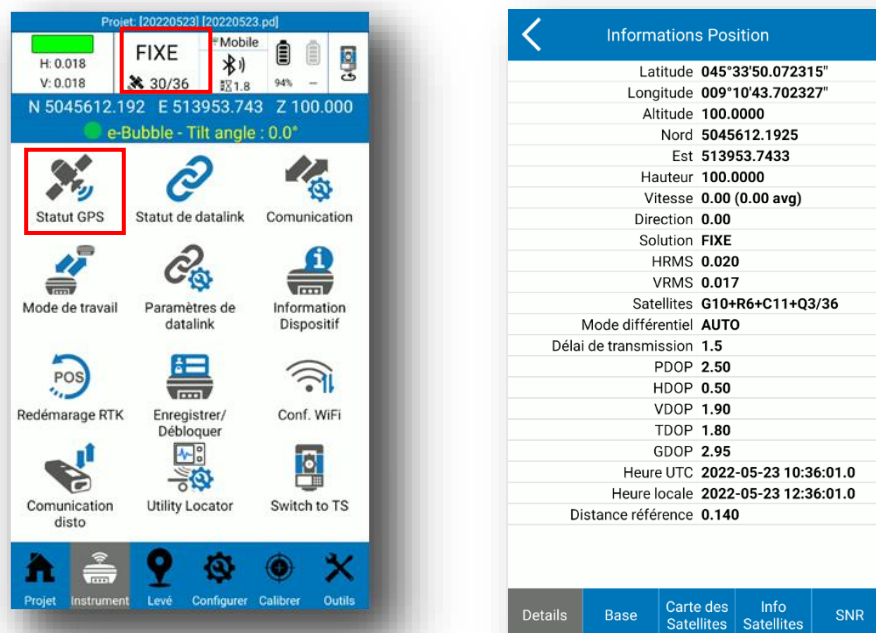 Projet: [20220523] [20220523.pd]
H: 0.018
V: 0.018
FIXE
30/36
Mobile
1.8
94%
–
N 5045612.192 E 513953.743 Z 100.000
e-Bubble - Tilt angle : 0.0°
Statut GPS
Statut de datalink
Comunication
Mode de travail
Paramètres de
datalink
Information
Dispositif
POS
Redémarage RTK
Enregistrer/
Débloquer
Conf. WiFi
Comunication
disto
Utility Locator
Switch to TS
Projet
Instrument
Levé
Configurer
Calibrer
Outils
Informations Position
Latitude 045°33'50.072315"
Longitude 009°10'43.702327"
Altitude 100.0000
Nord 5045612.1925
Est 513953.7433
Hauteur 100.0000
Vitesse 0.00 (0.00 avg)
Direction 0.00
Solution FIXE
HRMS 0.020
VRMS 0.017
Satellites G10+R6+C11+Q3/36
Mode différentiel AUTO
Délai de transmission 1.5
PDOP 2.50
HDOP 0.50
VDOP 1.90
TDOP 1.80
GDOP 2.95
Heure UTC 2022-05-23 10:36:01.0
Heure locale 2022-05-23 12:36:01.0
Distance référence 0.140
Details
Base
Carte des
Satellites
Info
Satellites
SNR